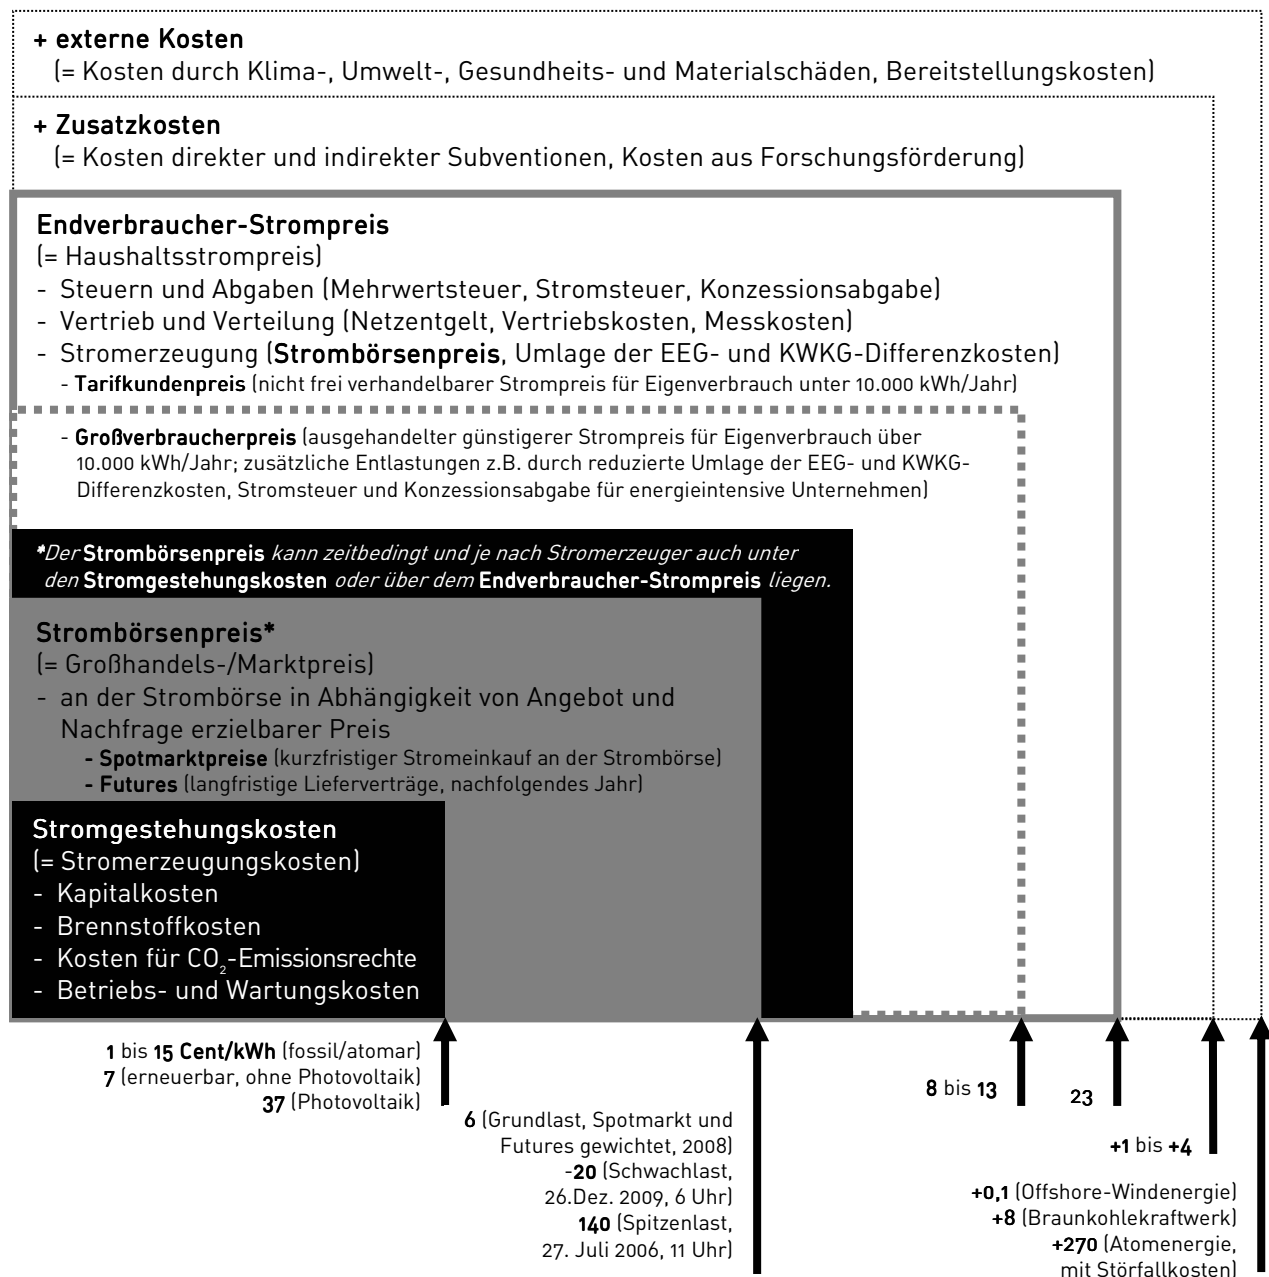 + externe Kosten
(= Kosten durch Klima-, Umwelt-, Gesundheits- und Materialschäden, Bereitstellungskosten)
+ Zusatzkosten
(= Kosten direkter und indirekter Subventionen, Kosten aus Forschungsförderung)
Endverbraucher-Strompreis
(= Haushaltsstrompreis)
- Steuern und Abgaben (Mehrwertsteuer, Stromsteuer, Konzessionsabgabe)
- Vertrieb und Verteilung (Netzentgelt, Vertriebskosten, Messkosten)
- Stromerzeugung (Strombörsenpreis, Umlage der EEG- und KWKG-Differenzkosten)
- Tarifkundenpreis (nicht frei verhandelbarer Strompreis für Eigenverbrauch unter 10.000 kWh/Jahr)
- Großverbraucherpreis (ausgehandelter günstigerer Strompreis für Eigenverbrauch über
10.000 kWh/Jahr; zusätzliche Entlastungen z.B. durch reduzierte Umlage der EEG- und KWKG-
Differenzkosten, Stromsteuer und Konzessionsabgabe für energieintensive Unternehmen)
*Der Strombörsenpreis kann zeitbedingt und je nach Stromerzeuger auch unter
den Stromgestehungskosten oder über dem Endverbraucher-Strompreis liegen.
Strombörsenpreis*
(= Großhandels-/Marktpreis)
- an der Strombörse in Abhängigkeit von Angebot und
Nachfrage erzielbarer Preis
- Spotmarktpreise (kurzfristiger Stromeinkauf an der Strombörse)
- Futures (langfristige Lieferverträge, nachfolgendes Jahr)
Stromgestehungskosten
(= Stromerzeugungskosten)
- Kapitalkosten
- Brennstoffkosten
- Kosten für CO₂-Emissionsrechte
- Betriebs- und Wartungskosten
1 bis 15 Cent/kWh (fossil/atomar)
7 (erneuerbar, ohne Photovoltaik)
37 (Photovoltaik)
6 (Grundlast, Spotmarkt und
Futures gewichtet, 2008)
-20 (Schwachlast,
26.Dez. 2009, 6 Uhr)
140 (Spitzenlast,
27. Juli 2006, 11 Uhr)
8 bis 13
23
+1 bis +4
+0,1 (Offshore-Windenergie)
+8 (Braunkohlekraftwerk)
+270 (Atomenergie,
mit Störfallkosten)